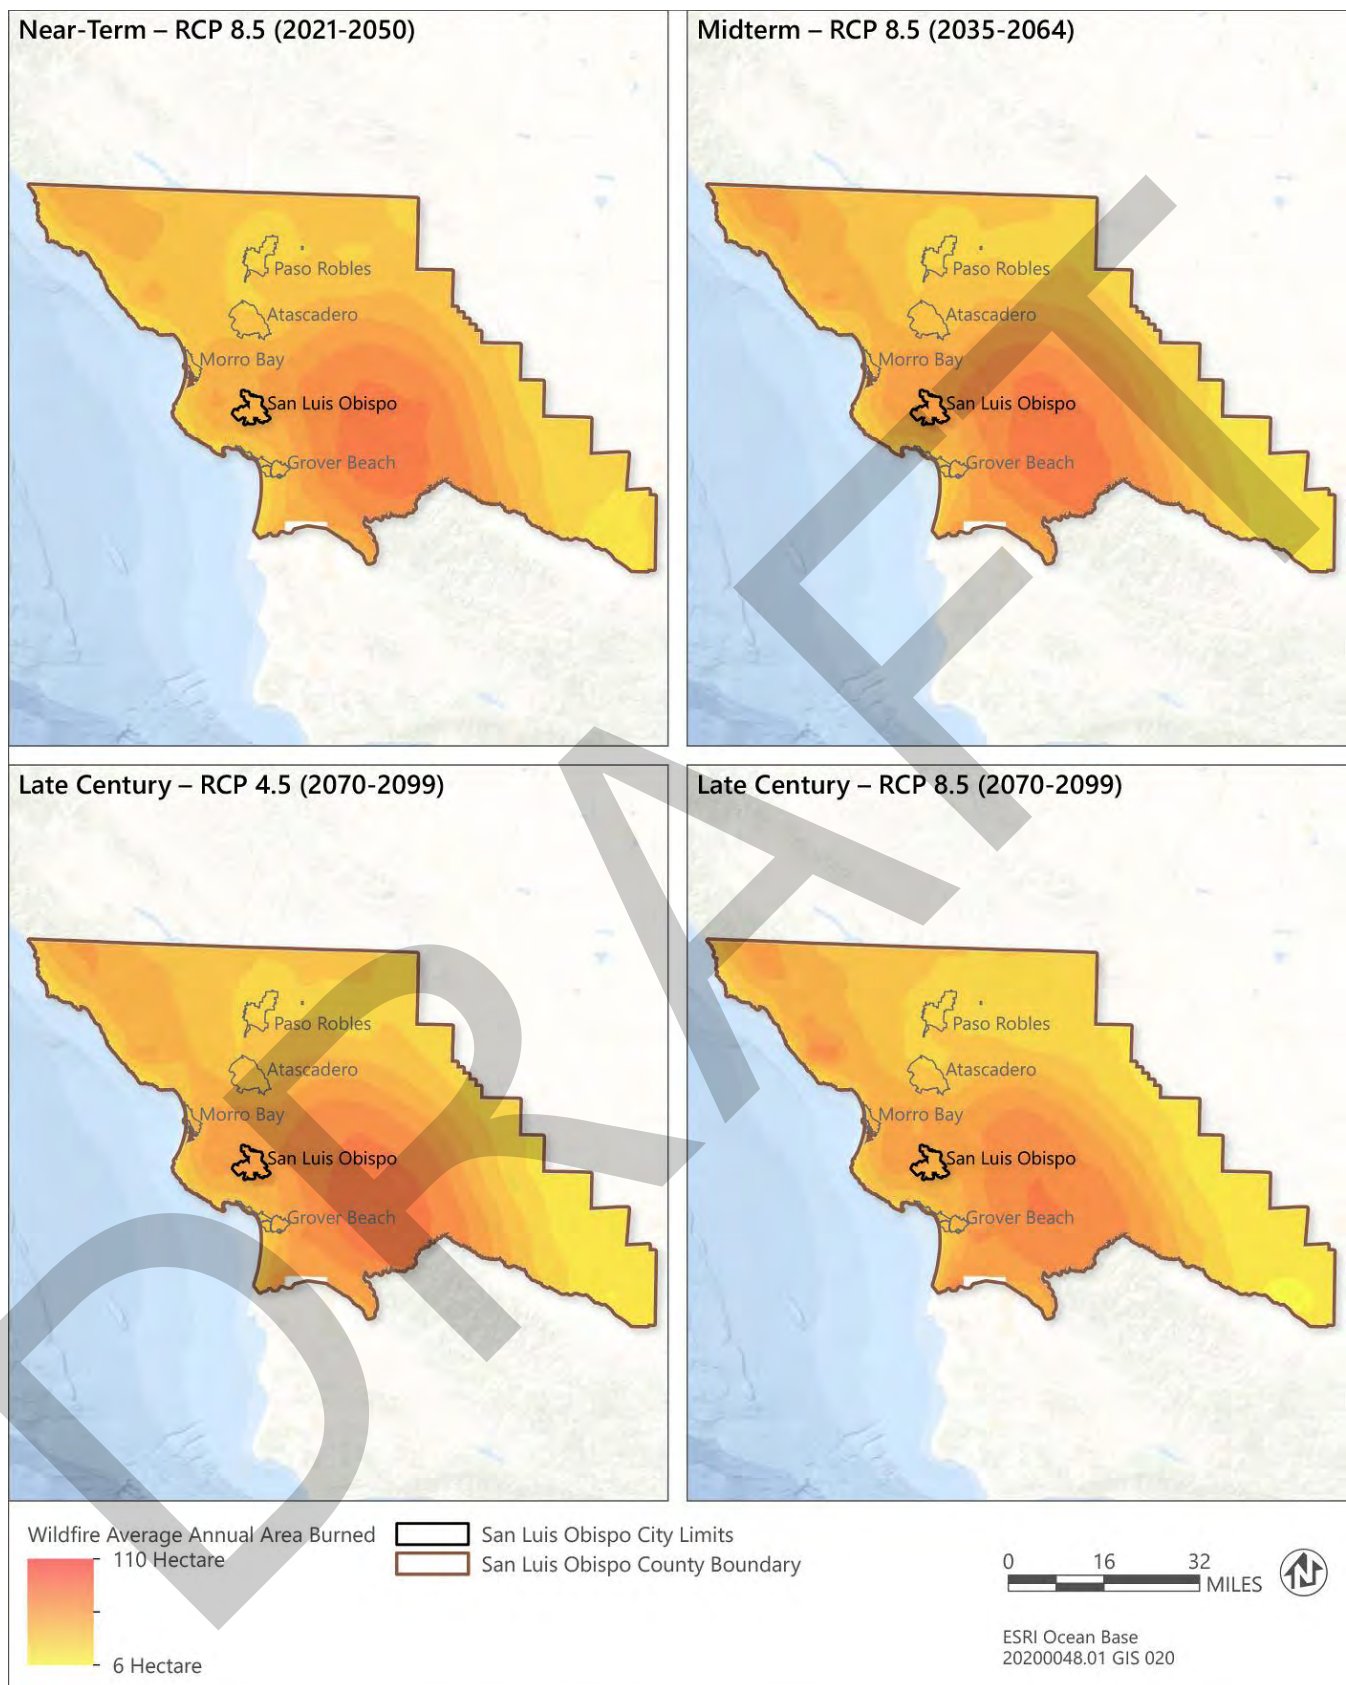 Near-Term – RCP 8.5 (2021-2050)
Paso Robles
Atascadero
Morro Bay
San Luis Obispo
Grover Beach
Midterm – RCP 8.5 (2035-2064)
Paso Robles
Atascadero
Morro Bay
San Luis Obispo
Grover Beach
Late Century – RCP 4.5 (2070-2099)
Paso Robles
Atascadero
Morro Bay
San Luis Obispo
Grover Beach
Late Century – RCP 8.5 (2070-2099)
Paso Robles
Atascadero
Morro Bay
San Luis Obispo
Grover Beach
DRAFT
Wildfire Average Annual Area Burned
110 Hectare
6 Hectare
San Luis Obispo City Limits
San Luis Obispo County Boundary
0 16 32
MILES
N
ESRI Ocean Base
20200048.01 GIS 020